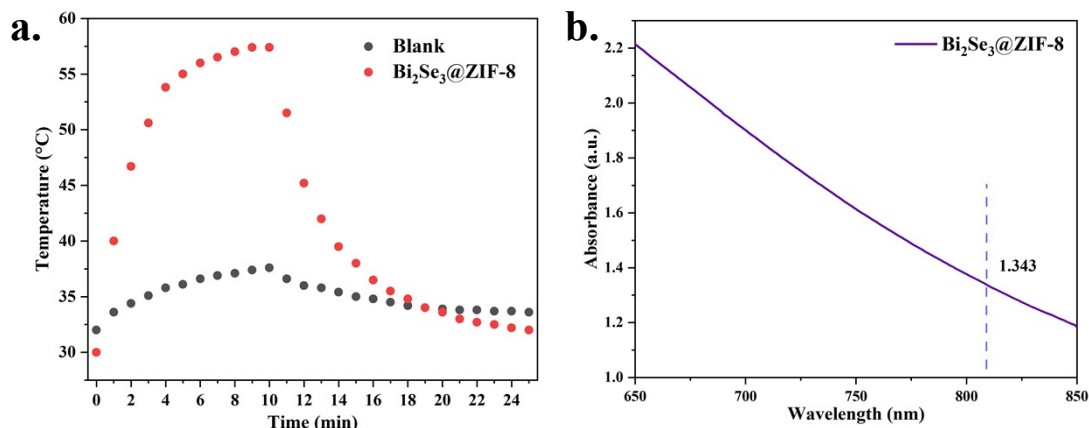 a.
Blank
Bi₂Se₃@ZIF-8
60
55
50
45
40
35
30
Temperature (°C)
0 2 4 6 8 10 12 14 16 18 20 22 24
Time (min)
b.
Bi₂Se₃@ZIF-8
2.2
2.0
1.8
1.6
1.4
1.2
1.0
Absorbance (a.u.)
1.343
650 700 750 800 850
Wavelength (nm)